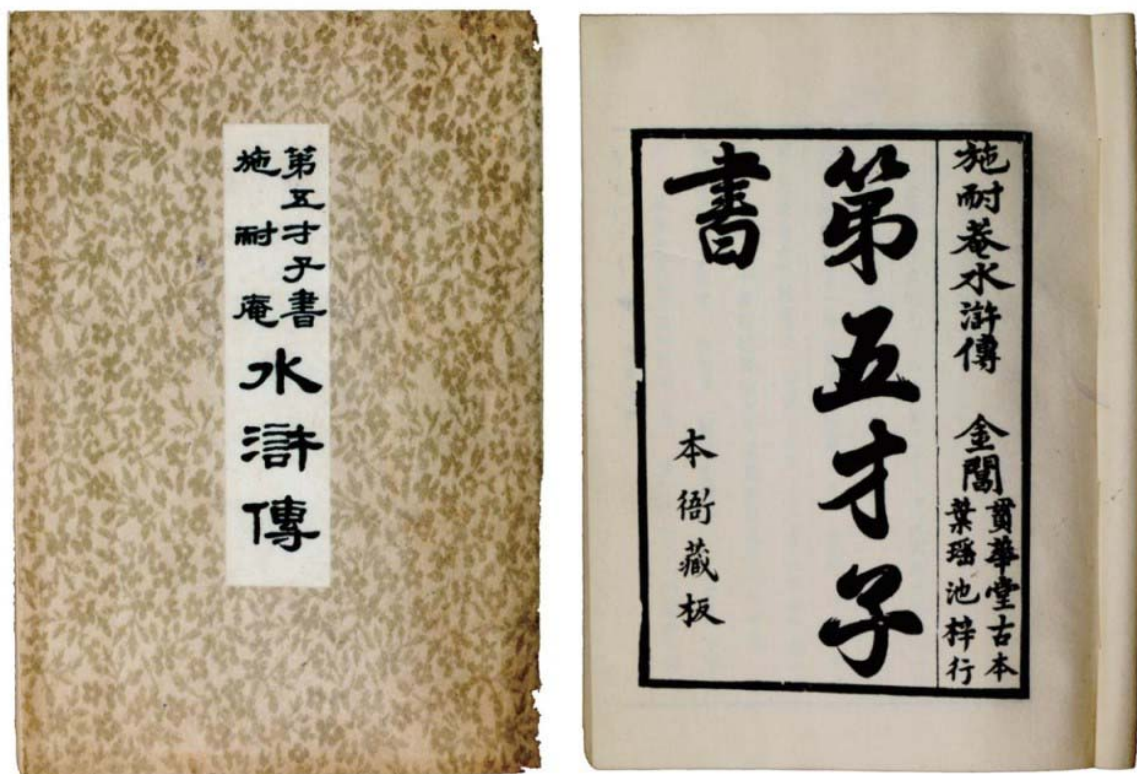 第五才子書
施耐庵
水滸傳
施耐菴水滸傳 金閶
貫華堂古本
葉瑶池梓行
第五才子
書
本衙藏板